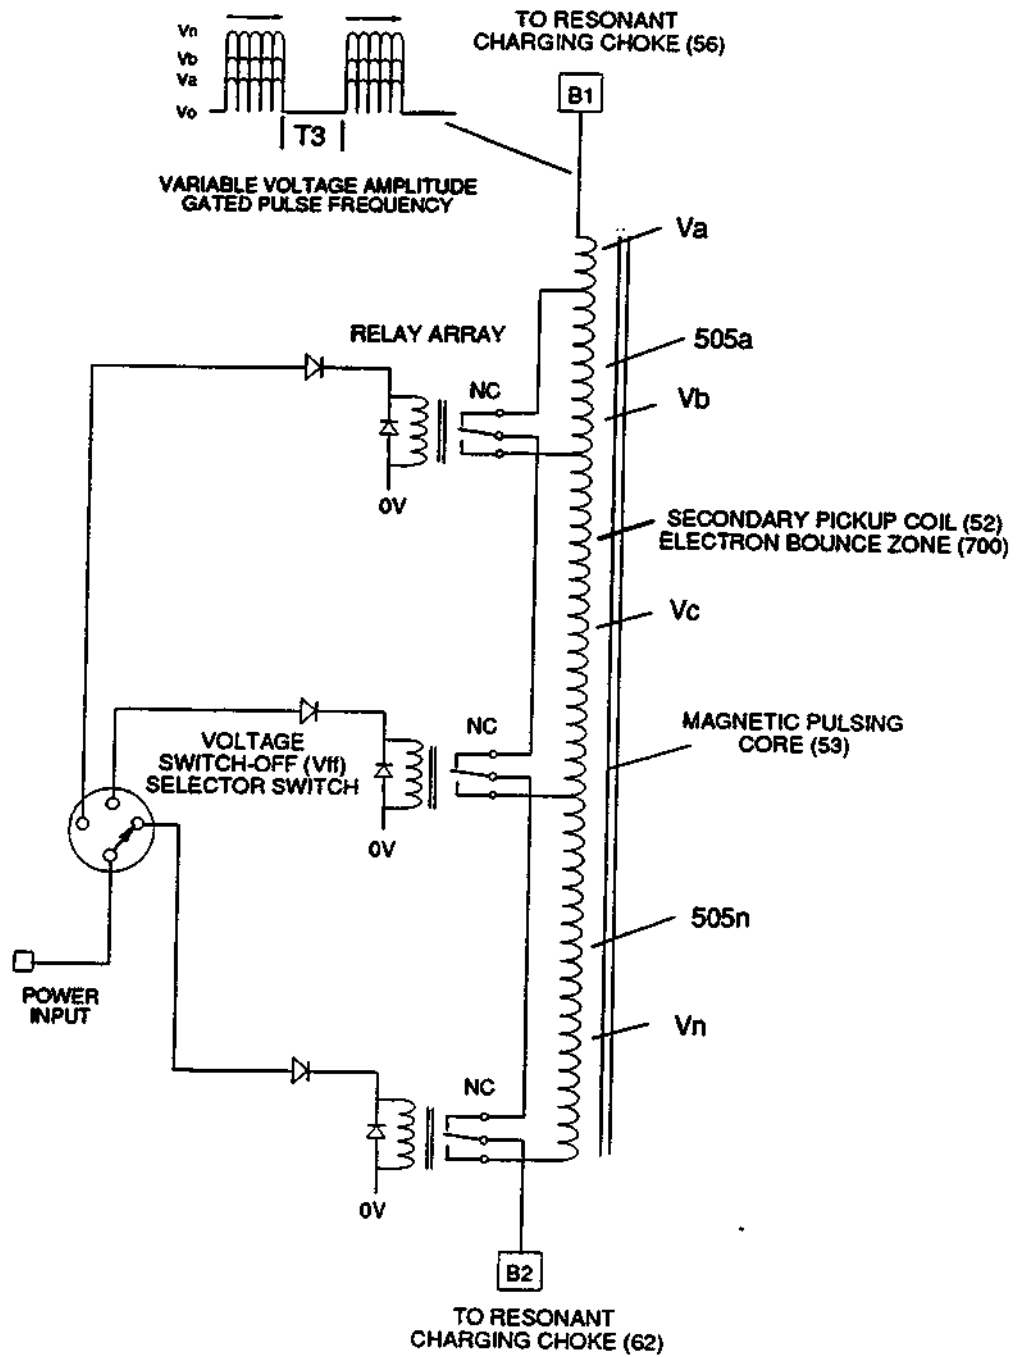 TO RESONANT
CHARGING CHOKE (56)
B1
Vn
Vb
Va
Vo
T3
VARIABLE VOLTAGE AMPLITUDE
GATED PULSE FREQUENCY
Va
505a
RELAY ARRAY
NC
Vb
0V
SECONDARY PICKUP COIL (52)
ELECTRON BOUNCE ZONE (700)
Vc
NC
MAGNETIC PULSING
CORE (53)
VOLTAGE
SWITCH-OFF (Vff)
SELECTOR SWITCH
0V
505n
POWER
INPUT
Vn
NC
0V
B2
TO RESONANT
CHARGING CHOKE (62)